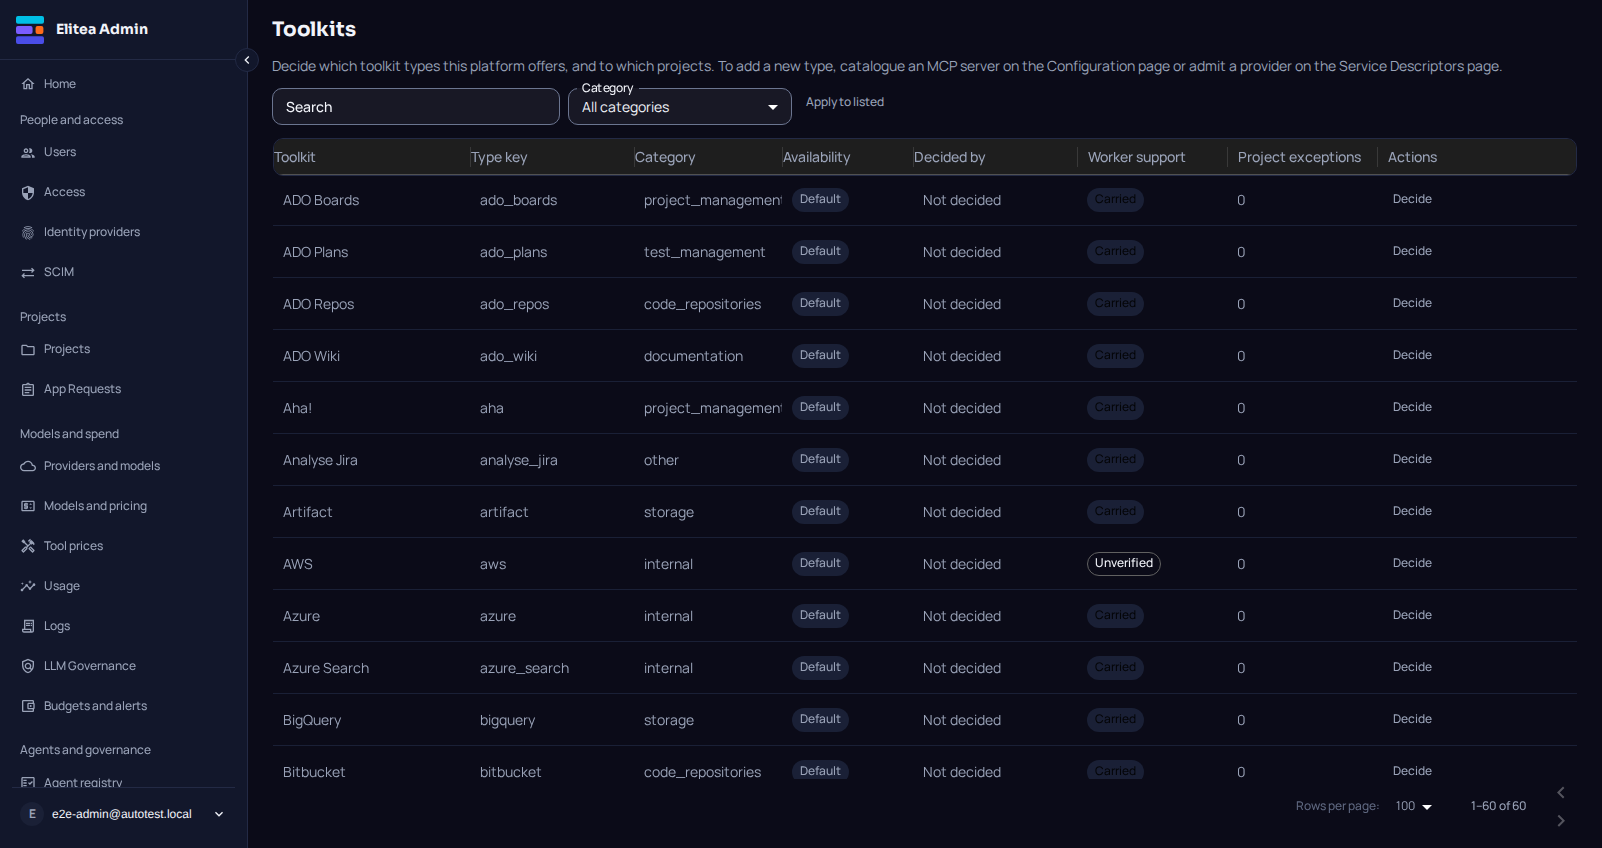 Elitea Admin
Home
People and access
Users
Access
Identity providers
SCIM
Projects
Projects
App Requests
Models and spend
Providers and models
Models and pricing
Tool prices
Usage
Logs
LLM Governance
Budgets and alerts
Agents and governance
Agent registry
E e2e-admin@autotest.local
Toolkits
Decide which toolkit types this platform offers, and to which projects. To add a new type, catalogue an MCP server on the Configuration page or admit a provider on the Service Descriptors page.
Search
Category
All categories
Apply to listed
Toolkit Type key Category Availability Decided by Worker support Project exceptions Actions
ADO Boards ado_boards project_management Default Not decided Carried 0 Decide
ADO Plans ado_plans test_management Default Not decided Carried 0 Decide
ADO Repos ado_repos code_repositories Default Not decided Carried 0 Decide
ADO Wiki ado_wiki documentation Default Not decided Carried 0 Decide
Aha! aha project_management Default Not decided Carried 0 Decide
Analyse Jira analyse_jira other Default Not decided Carried 0 Decide
Artifact artifact storage Default Not decided Carried 0 Decide
AWS aws internal Default Not decided Unverified 0 Decide
Azure azure internal Default Not decided Carried 0 Decide
Azure Search azure_search internal Default Not decided Carried 0 Decide
BigQuery bigquery storage Default Not decided Carried 0 Decide
Bitbucket bitbucket code_repositories Default Not decided Carried 0 Decide
Rows per page: 100 1–60 of 60